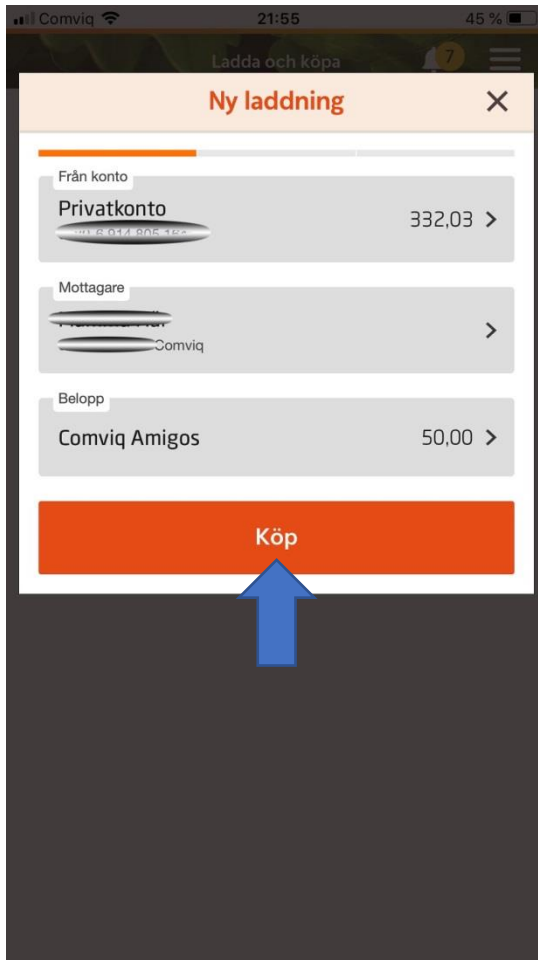 Comviq 21:55 45 %
Ladda och köpa 7
Ny laddning
Från konto
Privatkonto
332,03
Mottagare
Comviq
Belopp
Comviq Amigos 50,00
Köp